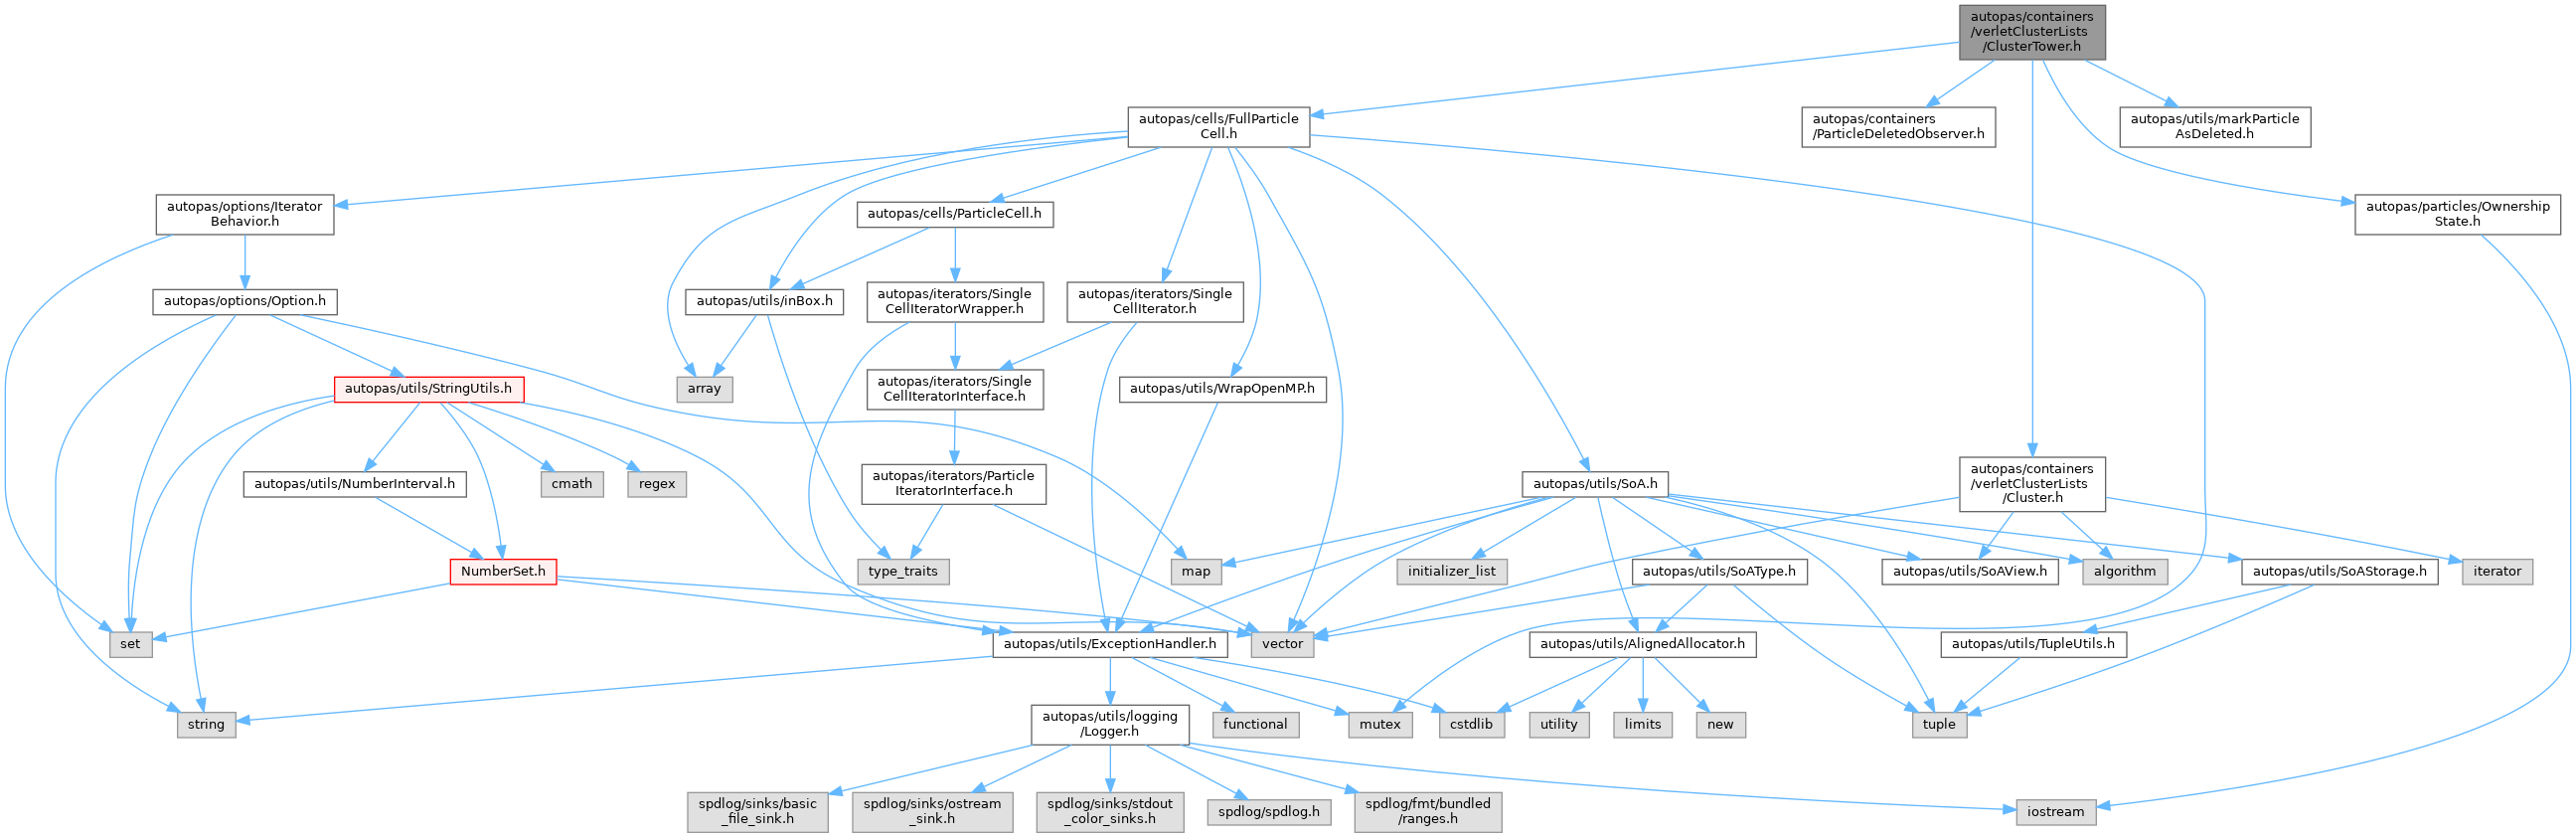 autopas/containers
/verletClusterLists
/ClusterTower.h
autopas/cells/FullParticle
Cell.h
autopas/containers
/ParticleDeletedObserver.h
autopas/utils/markParticle
AsDeleted.h
autopas/options/Iterator
Behavior.h
autopas/cells/ParticleCell.h
autopas/particles/Ownership
State.h
autopas/options/Option.h
autopas/utils/inBox.h
autopas/iterators/Single
CellIteratorWrapper.h
autopas/iterators/Single
CellIterator.h
autopas/utils/StringUtils.h
array
autopas/iterators/Single
CellIteratorInterface.h
autopas/utils/WrapOpenMP.h
autopas/utils/NumberInterval.h
cmath
regex
autopas/iterators/Particle
IteratorInterface.h
autopas/utils/SoA.h
autopas/containers
/verletClusterLists
/Cluster.h
NumberSet.h
type_traits
map
initializer_list
autopas/utils/SoAType.h
autopas/utils/SoAView.h
algorithm
autopas/utils/SoAStorage.h
iterator
set
autopas/utils/ExceptionHandler.h
vector
autopas/utils/AlignedAllocator.h
autopas/utils/TupleUtils.h
string
autopas/utils/logging
/Logger.h
functional
mutex
cstdlib
utility
limits
new
tuple
spdlog/sinks/basic
_file_sink.h
spdlog/sinks/ostream
_sink.h
spdlog/sinks/stdout
_color_sinks.h
spdlog/spdlog.h
spdlog/fmt/bundled
/ranges.h
iostream